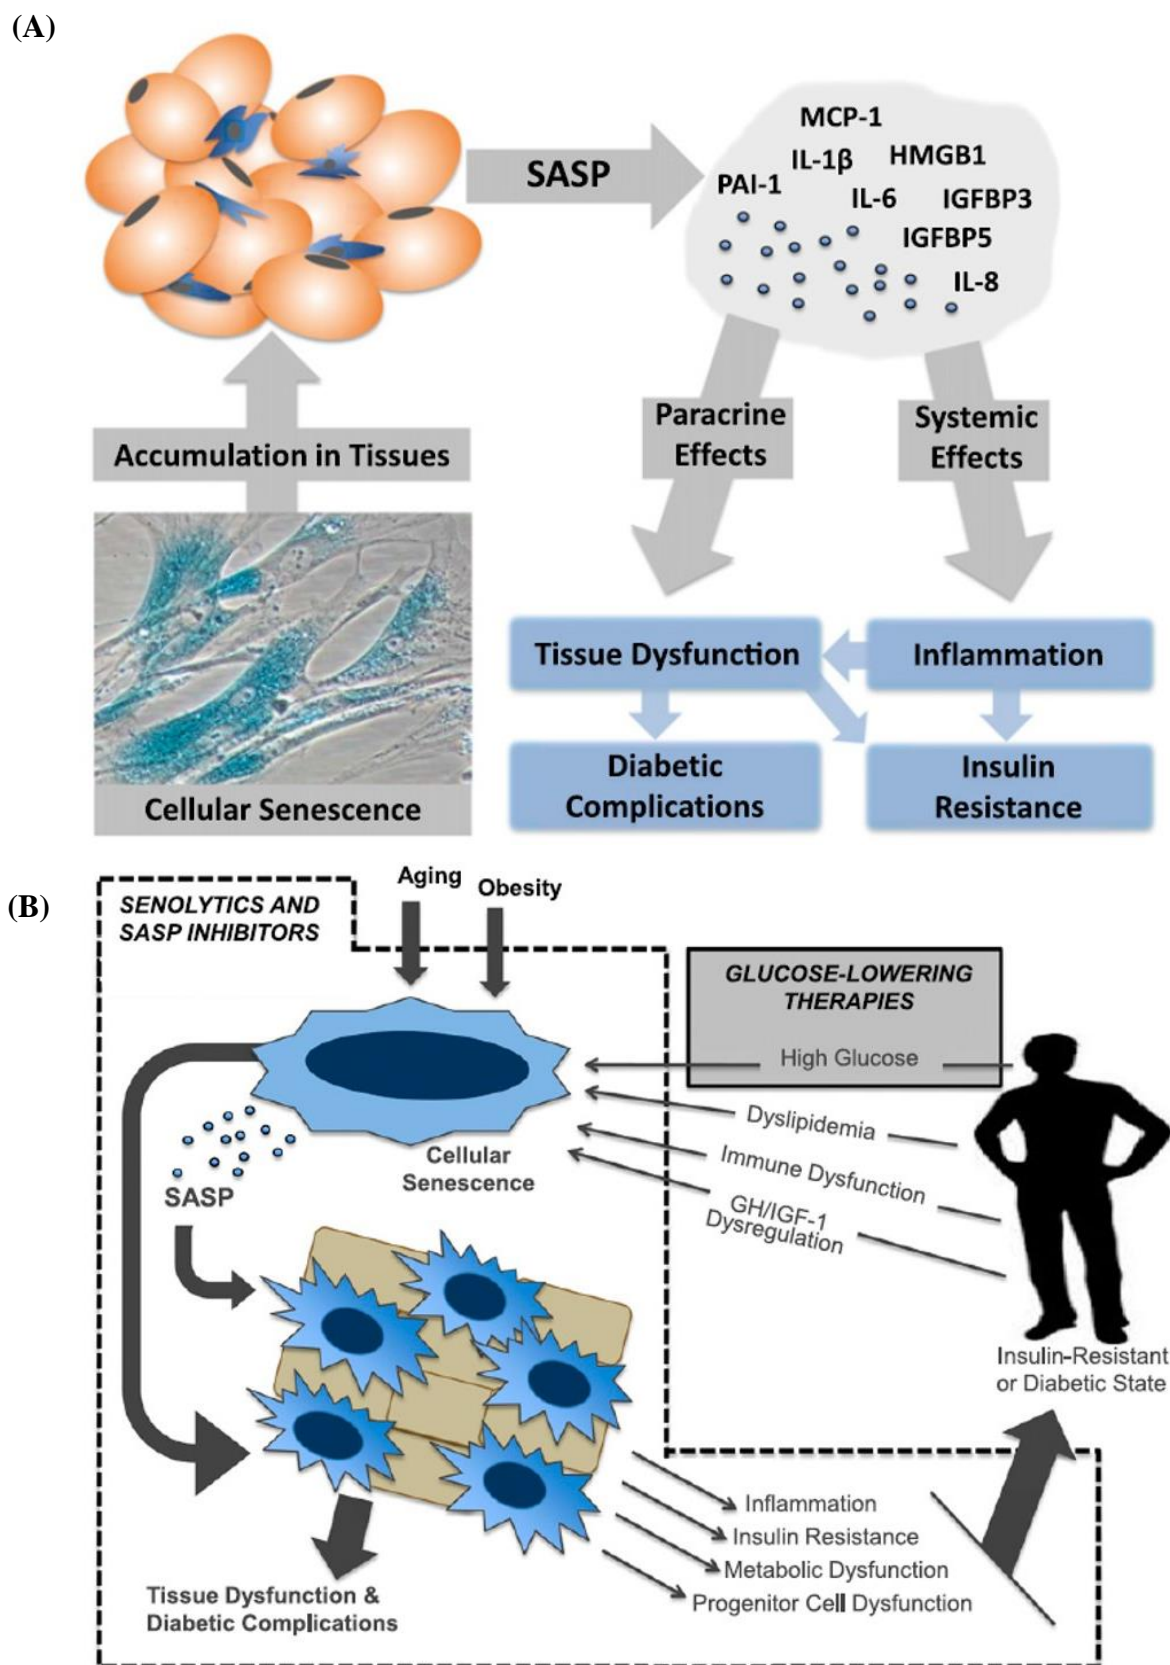 (A)
MCP-1
IL-1β
HMGB1
PAI-1
IL-6
IGFBP3
IGFBP5
IL-8
SASP
Accumulation in Tissues
Cellular Senescence
Paracrine
Effects
Systemic
Effects
Tissue Dysfunction
Inflammation
Diabetic
Complications
Insulin
Resistance
(B)
SENOLYTICS AND
SASP INHIBITORS
Aging
Obesity
GLUCOSE-LOWERING
THERAPIES
High Glucose
Dyslipidemia
Immune Dysfunction
GH/IGF-1
Dysregulation
Cellular
Senescence
SASP
Insulin-Resistant
or Diabetic State
Inflammation
Insulin Resistance
Metabolic Dysfunction
Progenitor Cell Dysfunction
Tissue Dysfunction &
Diabetic Complications